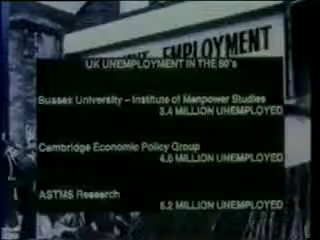 EMPLOYMENT
UK UNEMPLOYMENT IN THE 80's
Sussex University – Institute of Manpower Studies
3.4 MILLION UNEMPLOYED
Cambridge Economic Policy Group
4.6 MILLION UNEMPLOYED
ASTMS Research
5.2 MILLION UNEMPLOYED